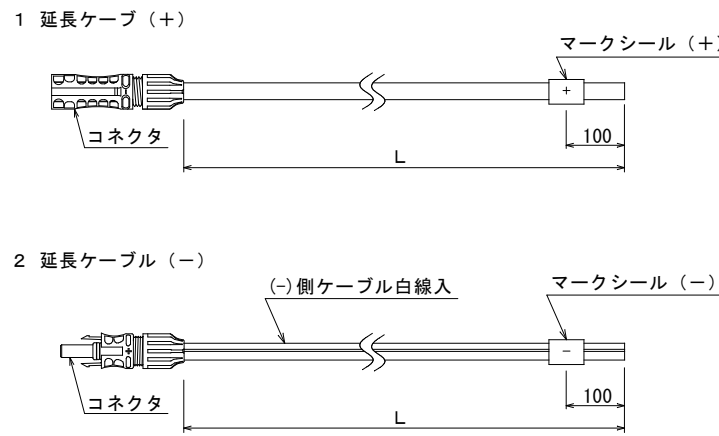 1 延長ケーブ（＋）
マークシール（＋）
＋
コネクタ
100
L
2 延長ケーブル（－）
(-)側ケーブル白線入
マークシール（－）
－
コネクタ
100
L